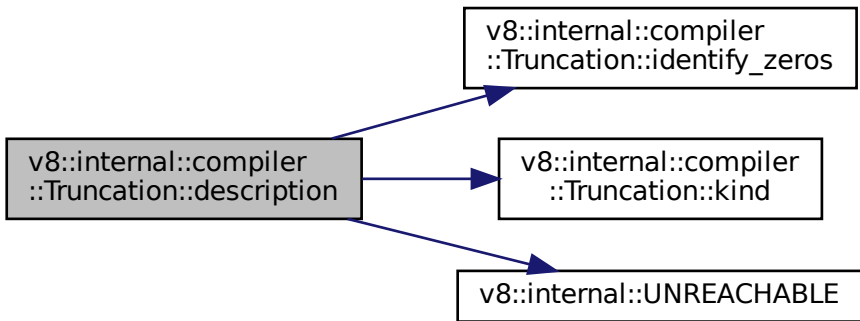 v8::internal::compiler
::Truncation::identify_zeros
v8::internal::compiler
::Truncation::description
v8::internal::compiler
::Truncation::kind
v8::internal::UNREACHABLE